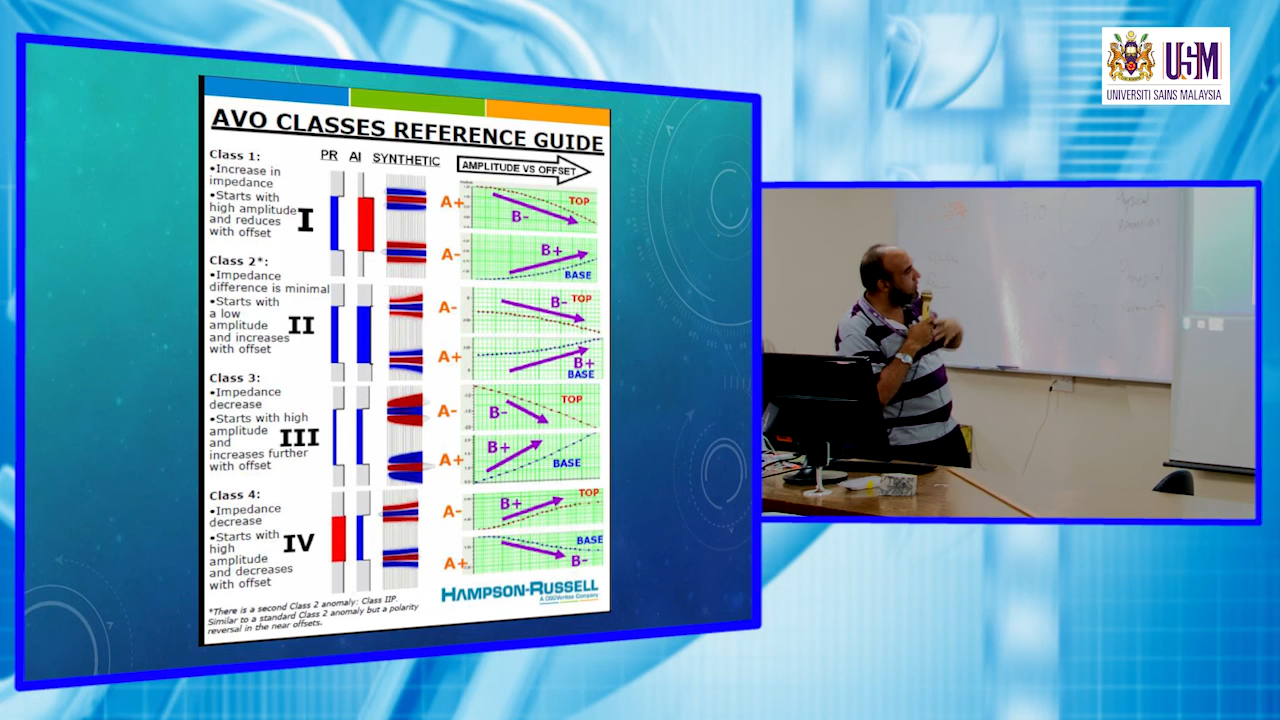 USM
UNIVERSITI SAINS MALAYSIA
AVO CLASSES REFERENCE GUIDE
PR AI SYNTHETIC
AMPLITUDE VS OFFSET
Class 1:
•Increase in
impedance
•Starts with
high amplitude
and reduces
with offset
I
A+
B-
TOP
A-
B+
BASE
Class 2*:
•Impedance
difference is minimal
•Starts with
a low
amplitude
and increases
with offset
II
A-
B-
TOP
A+
B+
BASE
Class 3:
•Impedance
decrease
•Starts with high
amplitude
and
increases further
with offset
III
A-
B-
TOP
A+
B+
BASE
Class 4:
•Impedance
decrease
•Starts with
high
amplitude
and decreases
with offset
IV
A-
B+
TOP
A+
BASE
B-
HAMPSON-RUSSELL
A CGGVeritas Company
*There is a second Class 2 anomaly: Class IIP.
Similar to a standard Class 2 anomaly but a polarity
reversal in the near offsets.